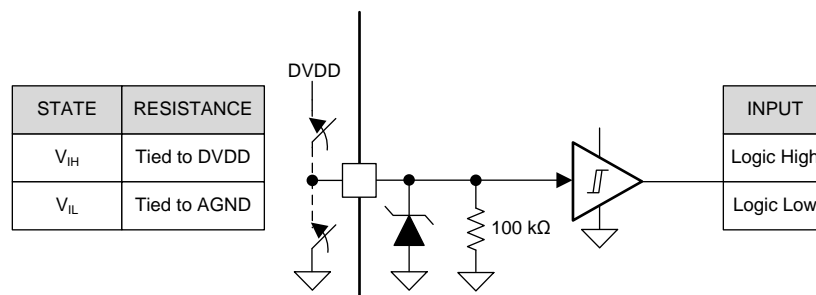 DVDD
STATE RESISTANCE
V_IH Tied to DVDD
V_IL Tied to AGND
100 kΩ
INPUT
Logic High
Logic Low